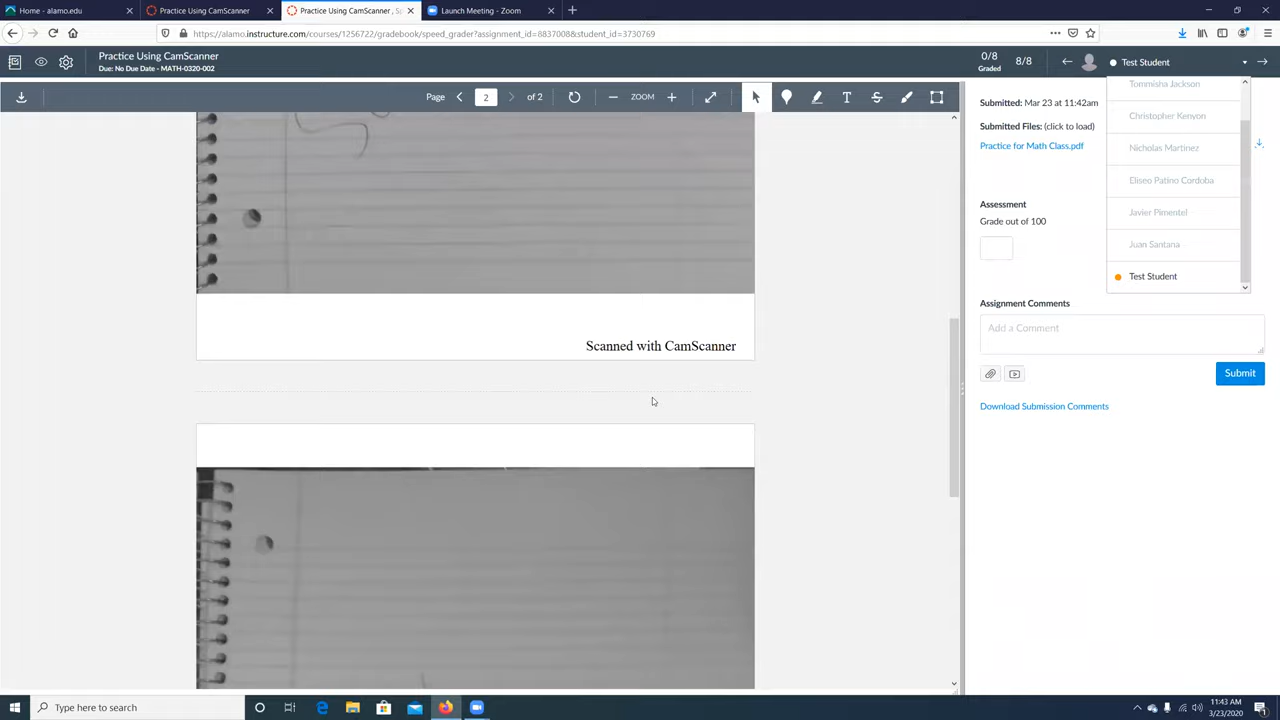 Home - alamo.edu
Practice Using CamScanner
Practice Using CamScanner , S
Launch Meeting - Zoom
https://alamo.instructure.com/courses/1256722/gradebook/speed_grader?assignment_id=8837008&student_id=3730769
Practice Using CamScanner
Due: No Due Date - MATH-0320-002
0/8
Graded
8/8
Test Student
Page
2
of 2
ZOOM
T
Submitted: Mar 23 at 11:42am
Submitted Files: (click to load)
Practice for Math Class.pdf
Assessment
Grade out of 100
Tommisha Jackson
Christopher Kenyon
Nicholas Martinez
Eliseo Patino Cordoba
Javier Pimentel
Juan Santana
Test Student
Assignment Comments
Add a Comment
Submit
Download Submission Comments
Scanned with CamScanner
Type here to search
11:43 AM
3/23/2020
1